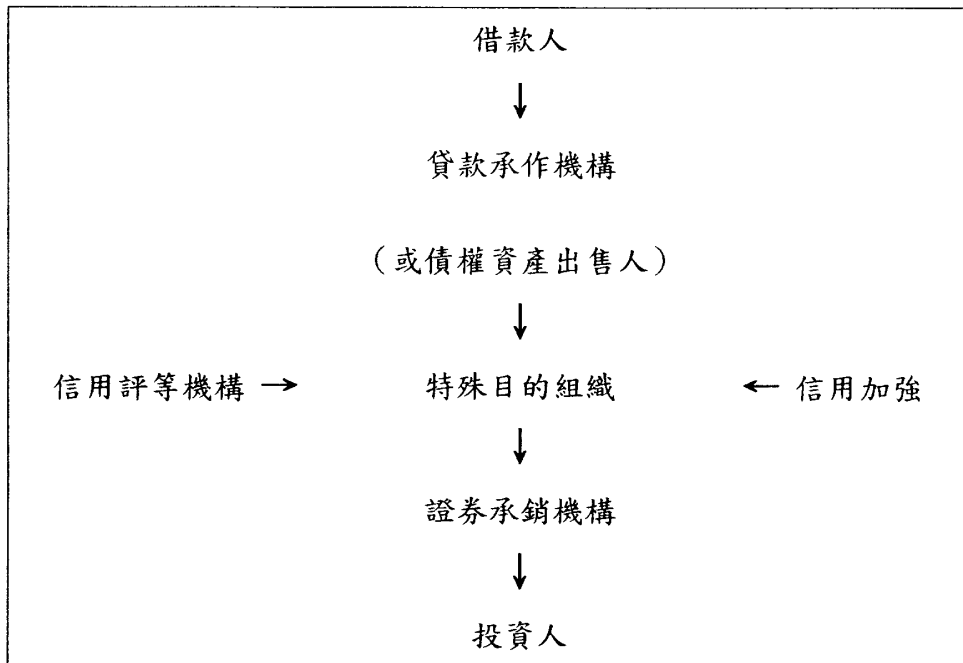 借款人
↓
貸款承作機構
（或債權資產出售人）
↓
信用評等機構 → 特殊目的組織 ← 信用加強
↓
證券承銷機構
↓
投資人